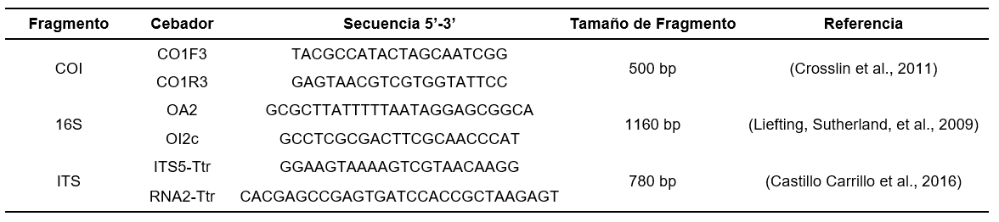 Fragmento Cebador Secuencia 5’-3’ Tamaño de Fragmento Referencia
COI CO1F3 TACGCCATACTAGCAATCGG 500 bp (Crosslin et al., 2011)
CO1R3 GAGTAACGTCGTGGTATTCC
16S OA2 GCGCTTATTTTTAATAGGAGCGGCA 1160 bp (Liefting, Sutherland, et al., 2009)
OI2c GCCTCGCGACTTCGCAACCCAT
ITS ITS5-Ttr GGAAGTAAAAGTCGTAACAAGG 780 bp (Castillo Carrillo et al., 2016)
RNA2-Ttr CACGAGCCGAGTGATCCACCGCTAAGAGT